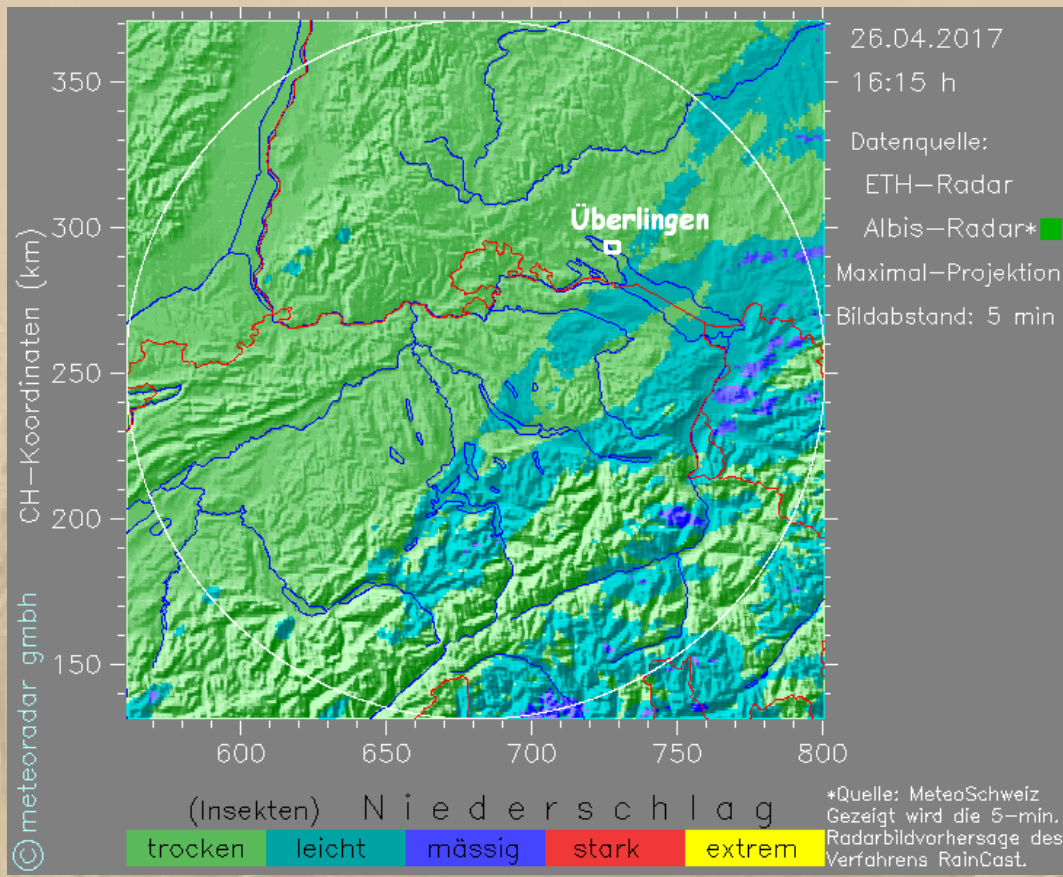 26.04.2017
16:15 h
Datenquelle:
ETH-Radar
Albis-Radar*
Maximal-Projektion
Bildabstand: 5 min
Überlingen
CH-Koordinaten (km)
350
300
250
200
150
600 650 700 750 800
© meteoradar gmbh
(Insekten) Niederschlag
trocken leicht mässig stark extrem
*Quelle: MeteoSchweiz
Gezeigt wird die 5-min.
Radarbildvorhersage des
Verfahrens RainCast.